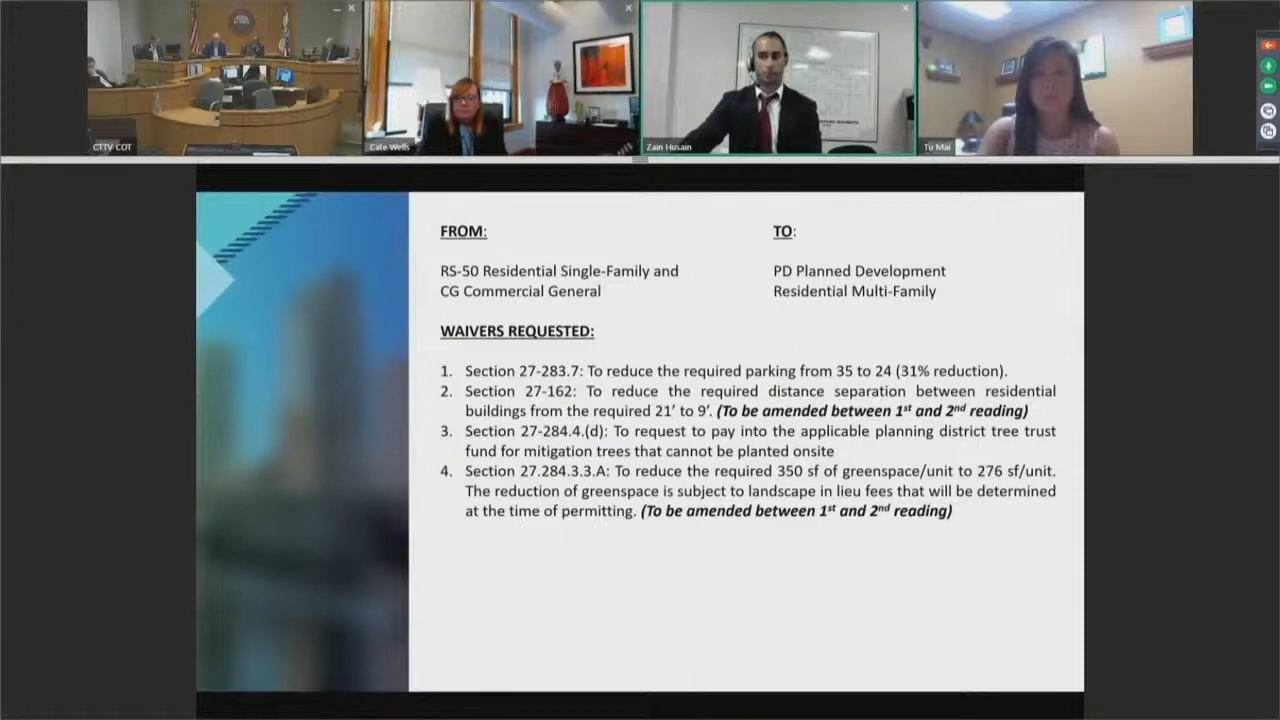 CTTV COT
Cate Wells
Zain Husain
Tu Mai
FROM:
TO:
RS-50 Residential Single-Family and
CG Commercial General
PD Planned Development
Residential Multi-Family
WAIVERS REQUESTED:
1. Section 27-283.7: To reduce the required parking from 35 to 24 (31% reduction).
2. Section 27-162: To reduce the required distance separation between residential
buildings from the required 21’ to 9’. (To be amended between 1st and 2nd reading)
3. Section 27-284.4.(d): To request to pay into the applicable planning district tree trust
fund for mitigation trees that cannot be planted onsite
4. Section 27.284.3.3.A: To reduce the required 350 sf of greenspace/unit to 276 sf/unit.
The reduction of greenspace is subject to landscape in lieu fees that will be determined
at the time of permitting. (To be amended between 1st and 2nd reading)